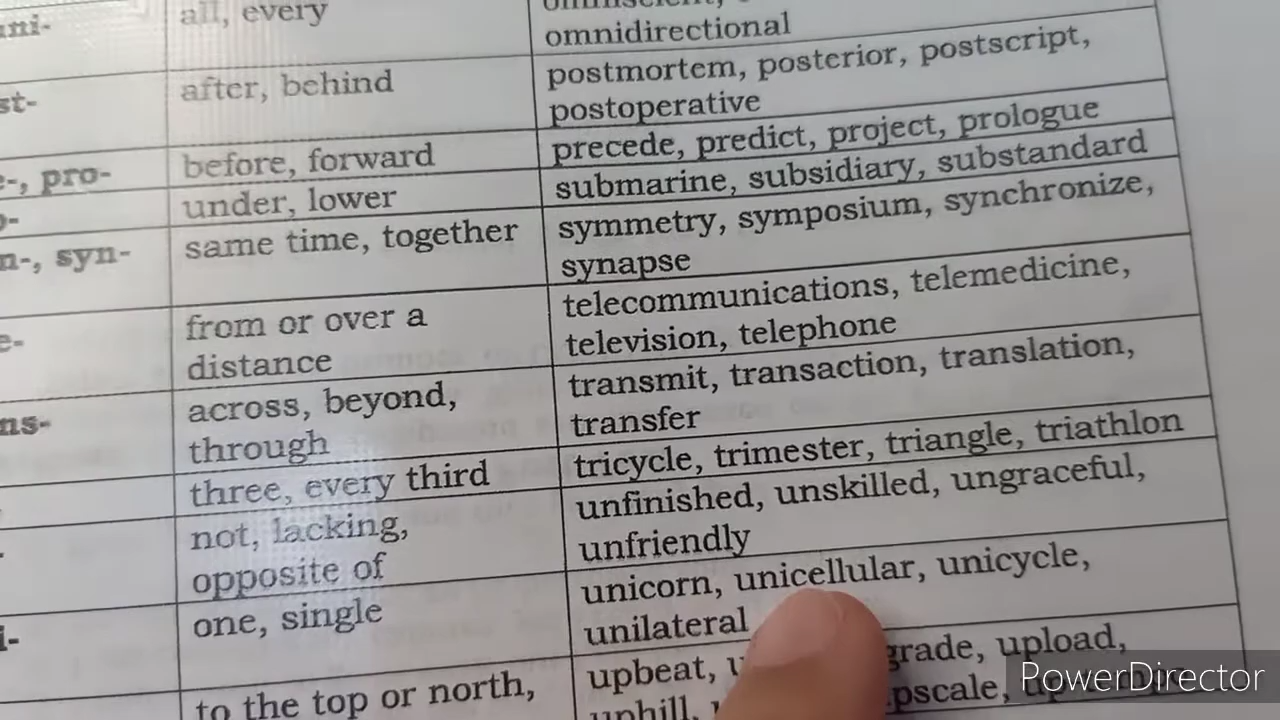 all, every
omnidirectional
after, behind
postmortem, posterior, postscript,
postoperative
pro-
before, forward
precede, predict, project, prologue
under, lower
submarine, subsidiary, substandard
syn-
same time, together
symmetry, symposium, synchronize,
synapse
from or over a
distance
telecommunications, telemedicine,
television, telephone
across, beyond,
through
transmit, transaction, translation,
transfer
three, every third
tricycle, trimester, triangle, triathlon
not, lacking,
opposite of
unfinished, unskilled, ungraceful,
unfriendly
one, single
unicorn, unicellular, unicycle,
unilateral
to the top or north,
upbeat, upload,
uphill,
PowerDirector